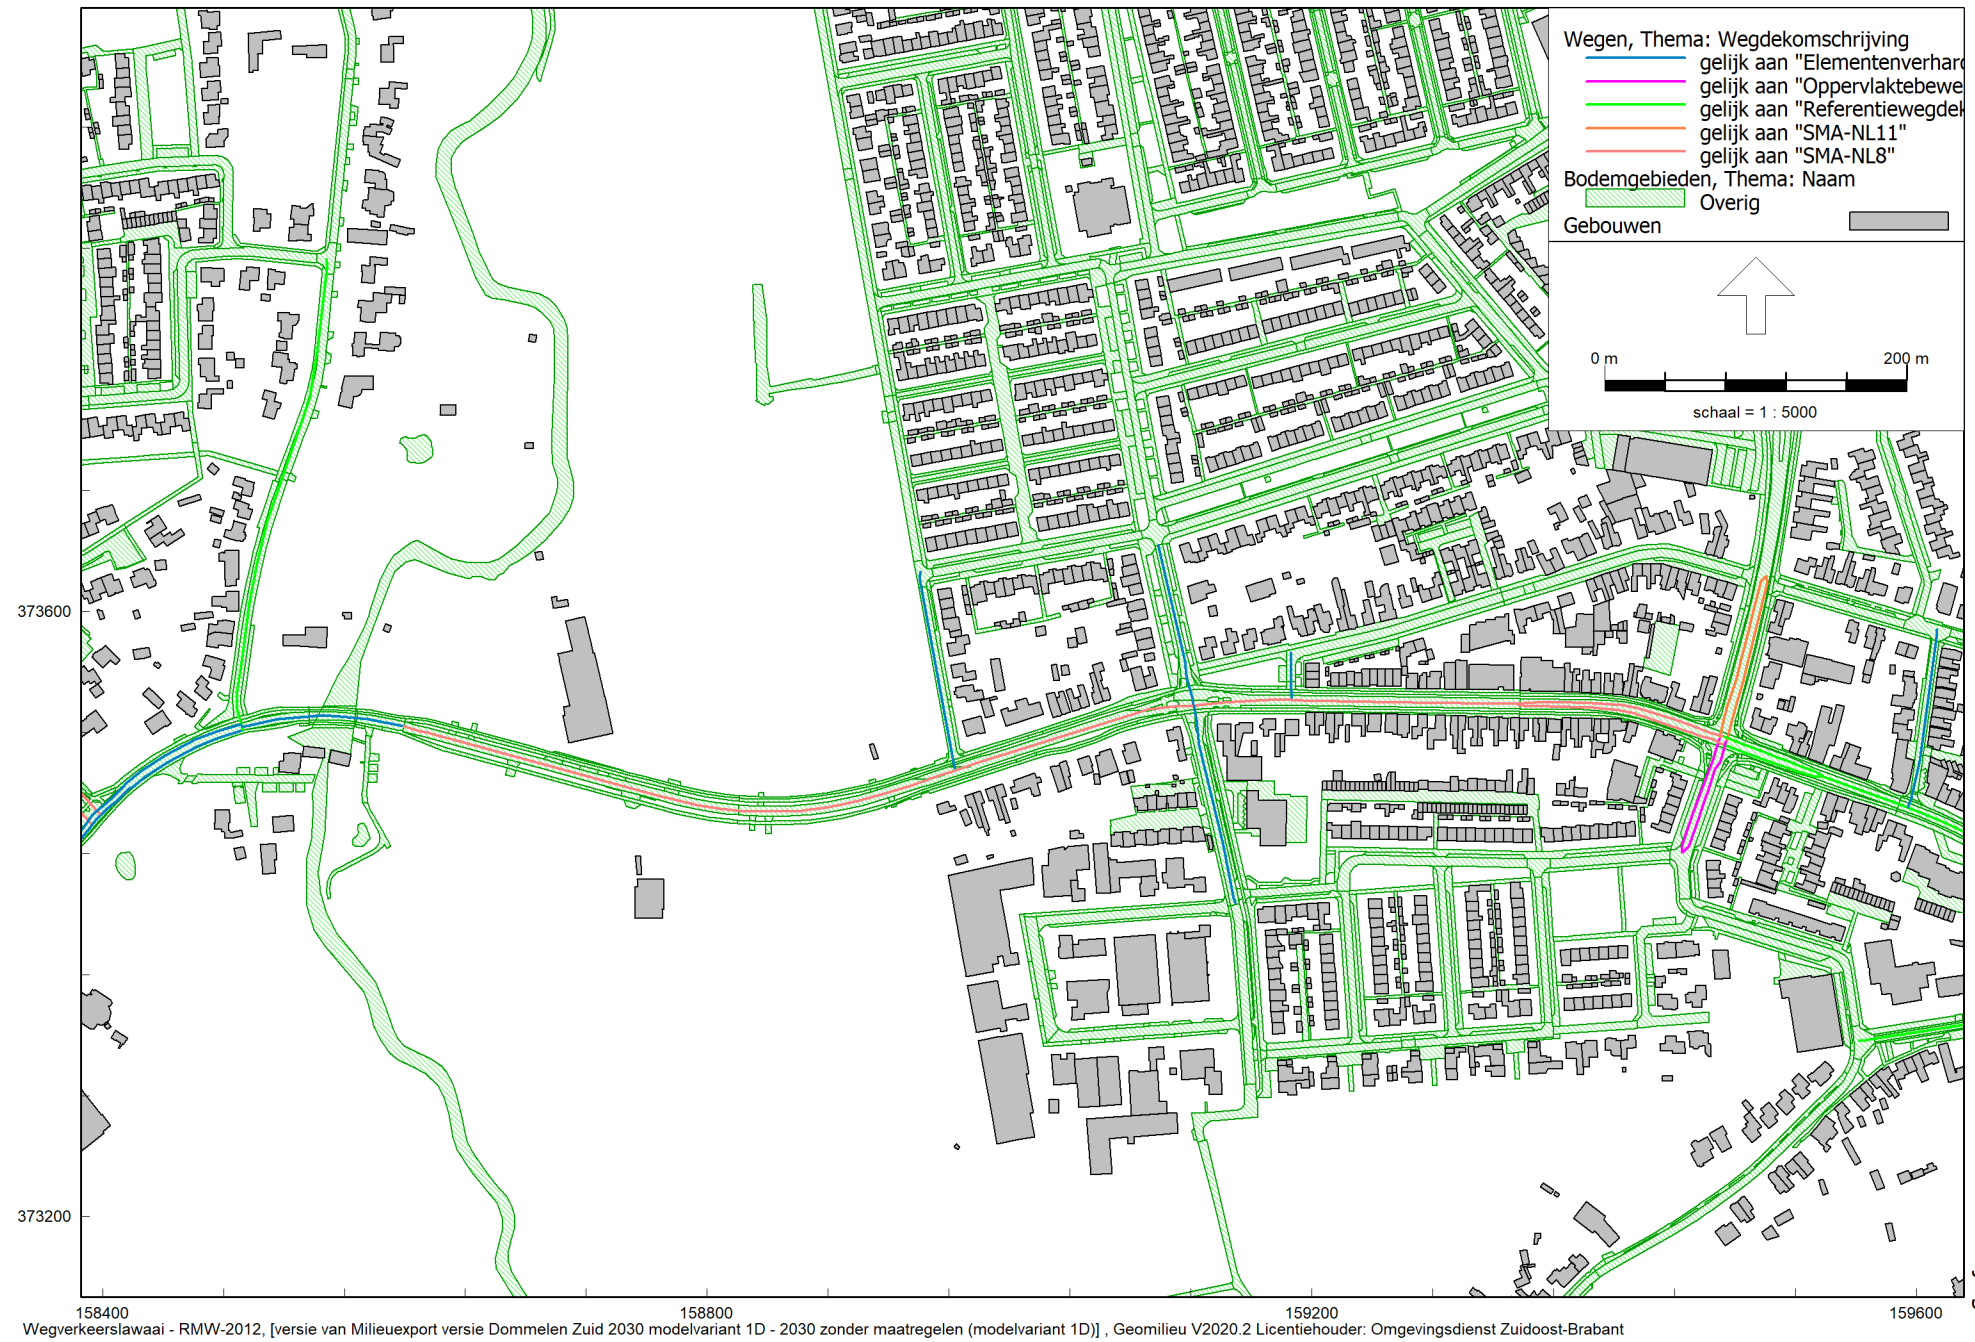 Wegen, Thema: Wegdekomschrijving
gelijk aan "Elementenverhard
gelijk aan "Oppervlaktebewe
gelijk aan "Referentiewegdek
gelijk aan "SMA-NL11"
gelijk aan "SMA-NL8"
Bodemgebieden, Thema: Naam
Overig
Gebouwen
0 m 200 m
schaal = 1 : 5000
373600
373200
158400 158800 159200 159600
Wegverkeerslawaai - RMW-2012, [versie van Milieuexport versie Dommelen Zuid 2030 modelvariant 1D - 2030 zonder maatregelen (modelvariant 1D)] , Geomilieu V2020.2 Licentiehouder: Omgevingsdienst Zuidoost-Brabant